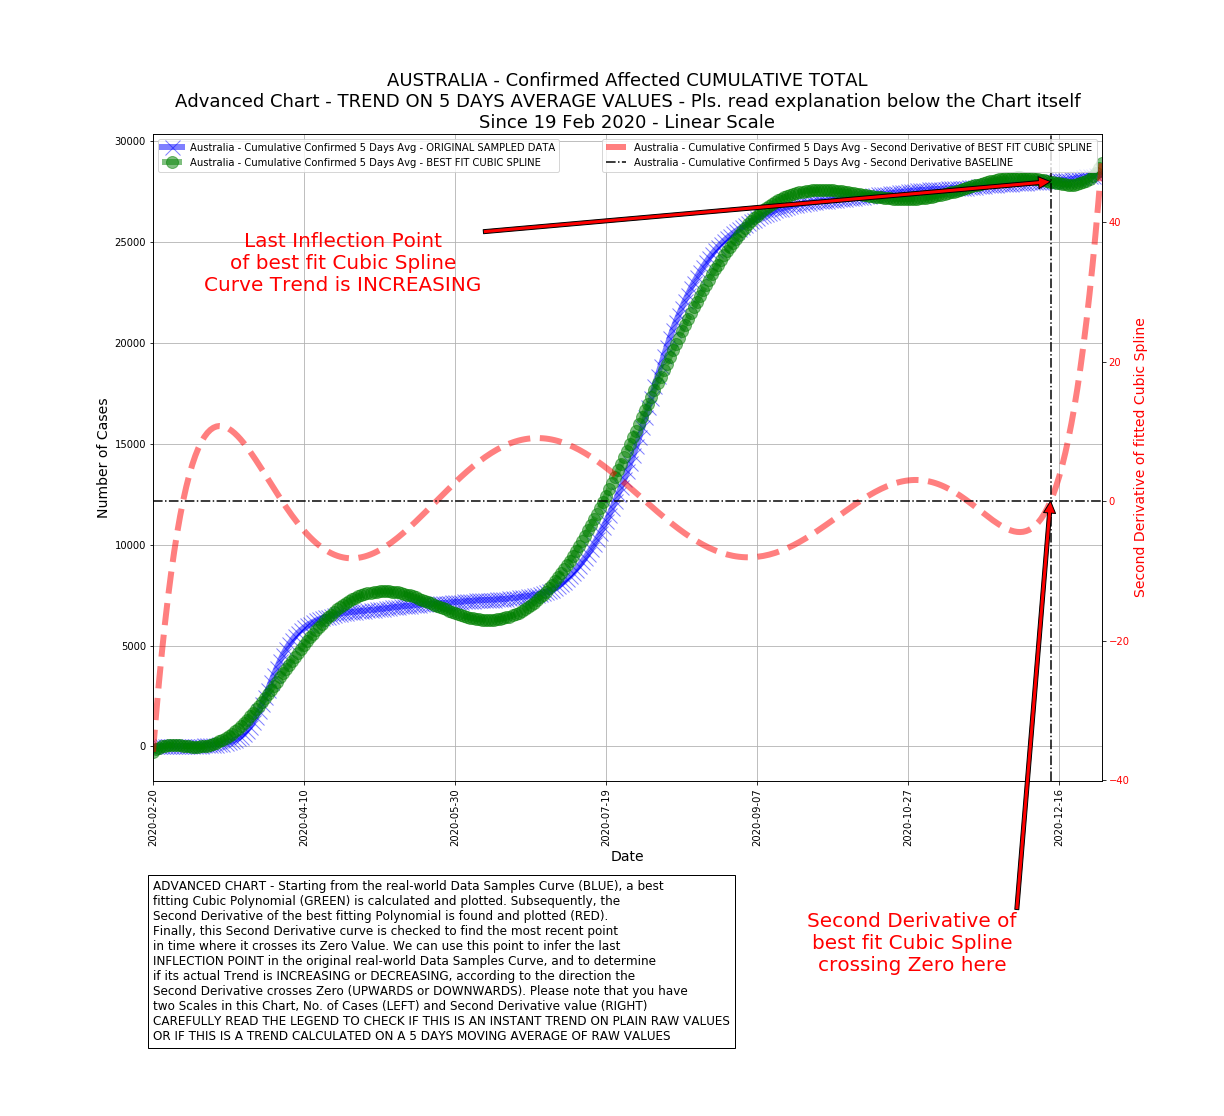 AUSTRALIA - Confirmed Affected CUMULATIVE TOTAL
Advanced Chart - TREND ON 5 DAYS AVERAGE VALUES - Pls. read explanation below the Chart itself
Since 19 Feb 2020 - Linear Scale
Australia - Cumulative Confirmed 5 Days Avg - ORIGINAL SAMPLED DATA
Australia - Cumulative Confirmed 5 Days Avg - BEST FIT CUBIC SPLINE
Australia - Cumulative Confirmed 5 Days Avg - Second Derivative of BEST FIT CUBIC SPLINE
Australia - Cumulative Confirmed 5 Days Avg - Second Derivative BASELINE
Last Inflection Point
of best fit Cubic Spline
Curve Trend is INCREASING
Number of Cases
30000
25000
20000
15000
10000
5000
0
Second Derivative of fitted Cubic Spline
40
20
0
−20
−40
2020-02-20
2020-04-10
2020-05-30
2020-07-19
2020-09-07
2020-10-27
2020-12-16
Date
Second Derivative of
best fit Cubic Spline
crossing Zero here
ADVANCED CHART - Starting from the real-world Data Samples Curve (BLUE), a best
fitting Cubic Polynomial (GREEN) is calculated and plotted. Subsequently, the
Second Derivative of the best fitting Polynomial is found and plotted (RED).
Finally, this Second Derivative curve is checked to find the most recent point
in time where it crosses its Zero Value. We can use this point to infer the last
INFLECTION POINT in the original real-world Data Samples Curve, and to determine
if its actual Trend is INCREASING or DECREASING, according to the direction the
Second Derivative crosses Zero (UPWARDS or DOWNWARDS). Please note that you have
two Scales in this Chart, No. of Cases (LEFT) and Second Derivative value (RIGHT)
CAREFULLY READ THE LEGEND TO CHECK IF THIS IS AN INSTANT TREND ON PLAIN RAW VALUES
OR IF THIS IS A TREND CALCULATED ON A 5 DAYS MOVING AVERAGE OF RAW VALUES